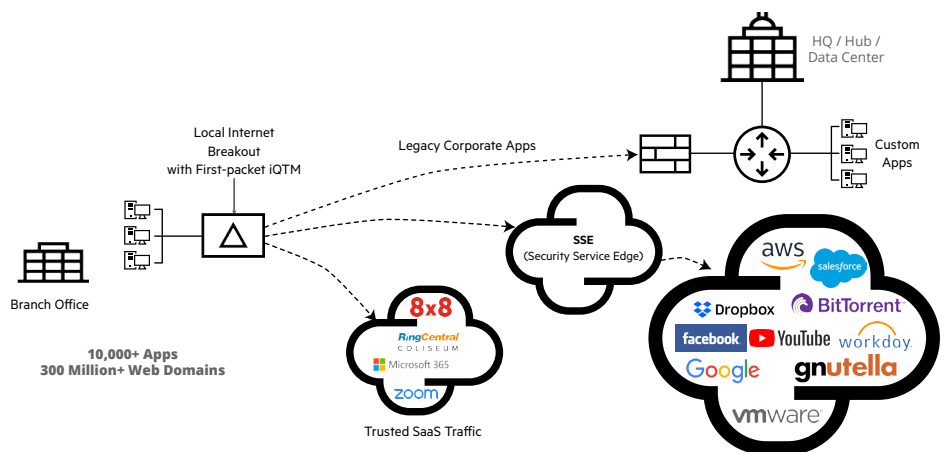 HQ / Hub /
Data Center
Local Internet
Breakout
with First-packet iQTM
Legacy Corporate Apps
Custom
Apps
SSE
(Security Service Edge)
Branch Office
10,000+ Apps
300 Million+ Web Domains
8x8
RingCentral
COLISEUM
Microsoft 365
zoom
Trusted SaaS Traffic
aws
salesforce
Dropbox
BitTorrent™
facebook
YouTube
workday.
Google
gnutella
vmware®